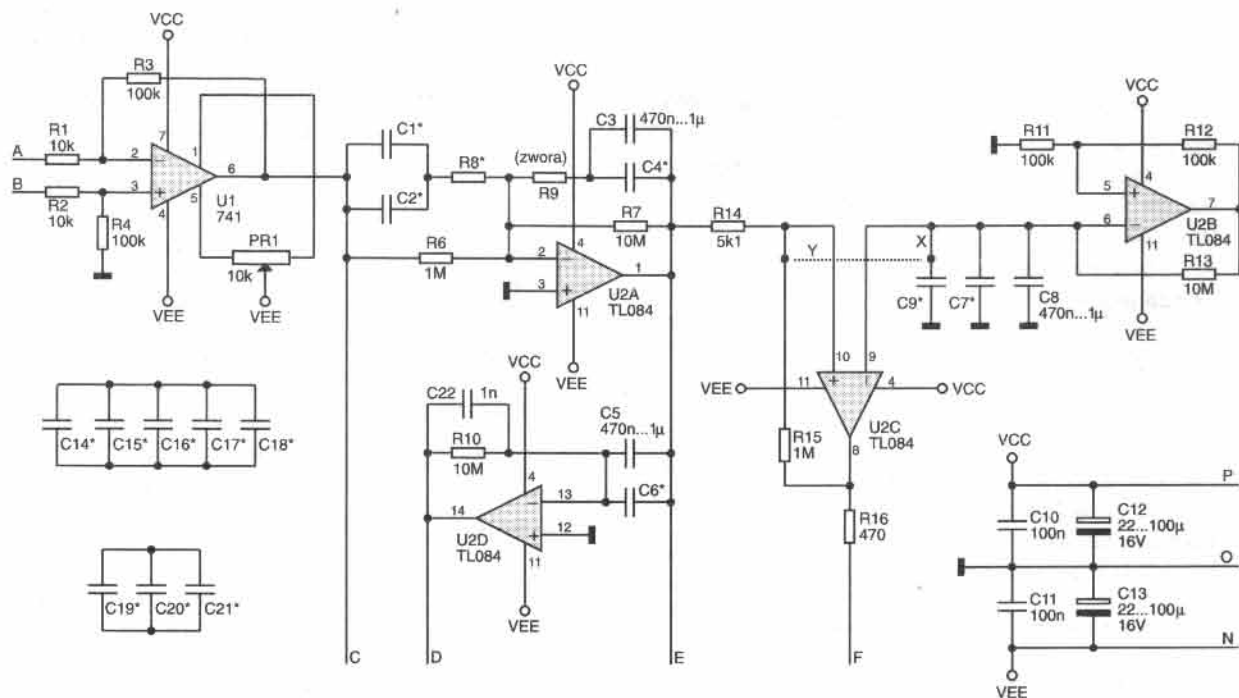 VCC
R3
100k
R1
10k
A
7
2
1
6
B
3
5
R2
10k
R4
100k
4
U1
741
PR1
10k
VEE
VEE
C1*
C2*
R8*
(zwora)
R9
VCC
C3
470n...1µ
C4*
R7
10M
R6
1M
4
2
1
3
11
U2A
TL084
VEE
R14
5k1
Y
X
C9*
C7*
C8
470n...1µ
R11
100k
VCC
R12
100k
4
5
7
6
U2B
TL084
11
R13
10M
VEE
10
9
VEE
11
4
VCC
U2C
TL084
8
R15
1M
R16
470
C14*
C15*
C16*
C17*
C18*
C19*
C20*
C21*
VCC
C22
1n
R10
10M
C5
470n...1µ
C6*
4
14
13
12
U2D
TL084
11
VEE
C
D
E
F
VCC
P
C10
100n
C12
22...100µ
16V
O
C11
100n
C13
22...100µ
16V
N
VEE